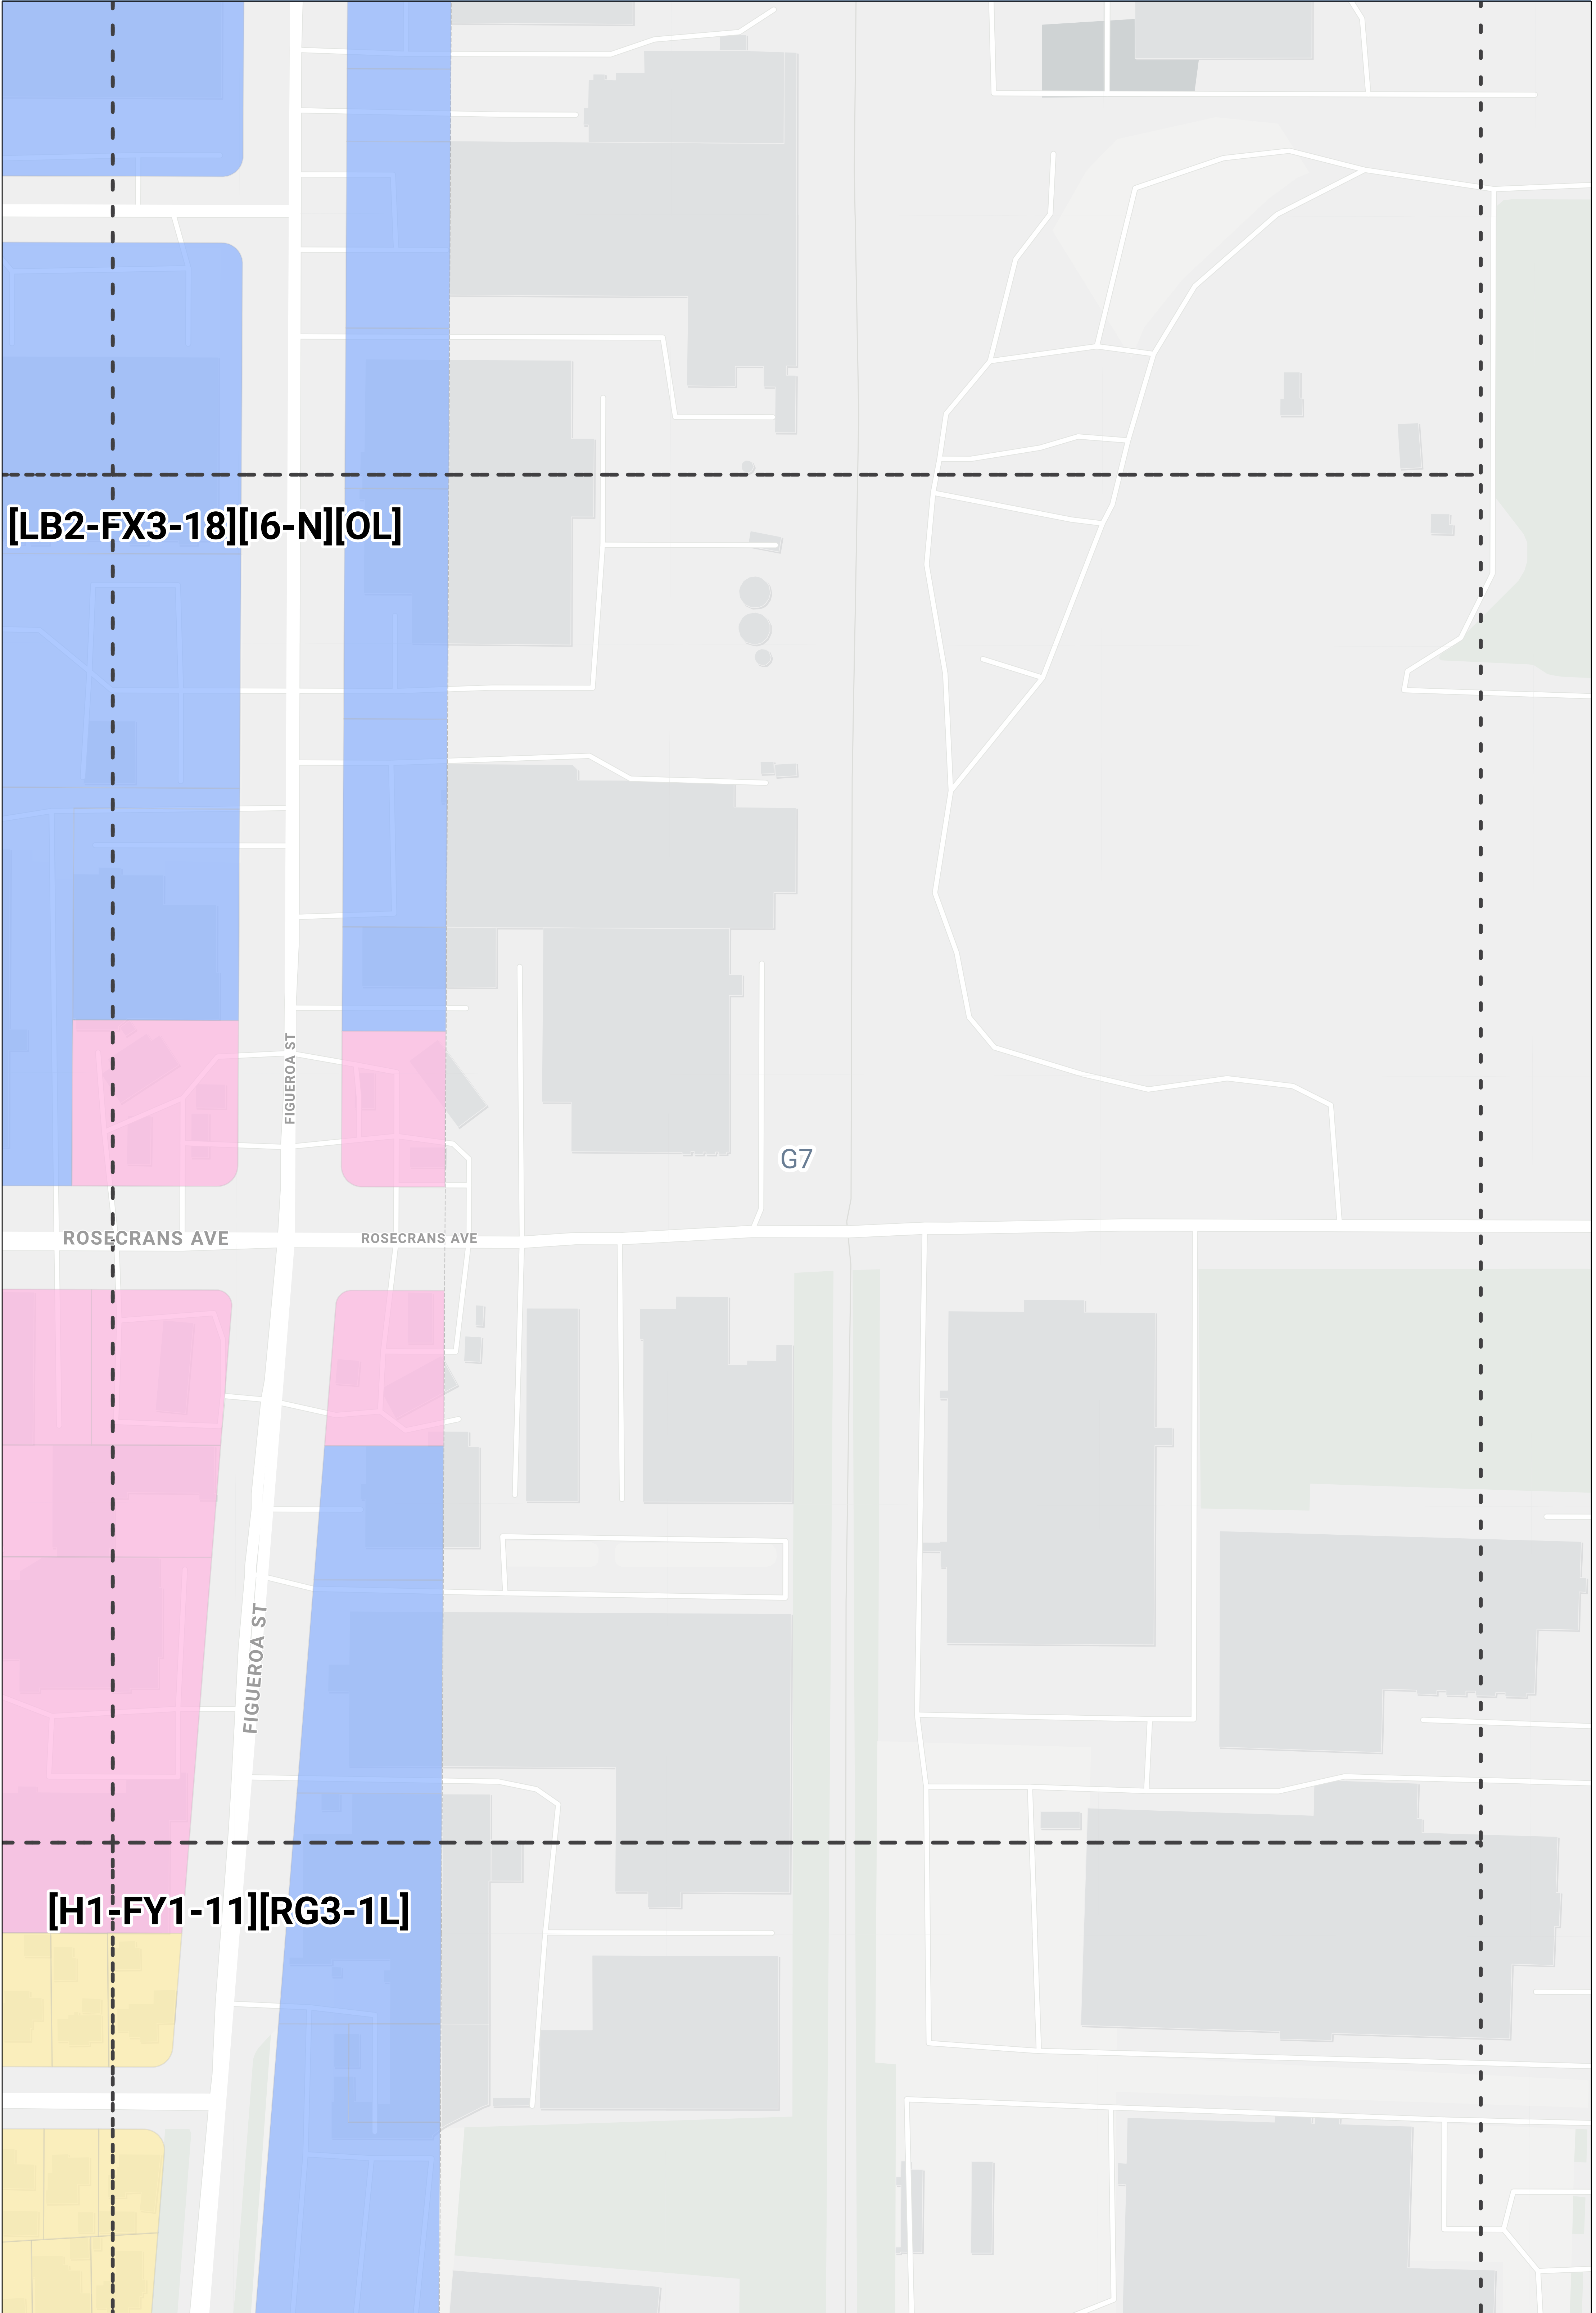 [LB2-FX3-18][I6-N][OL]
FIGUEROA ST
G7
ROSECRANS AVE
ROSECRANS AVE
FIGUEROA ST
[H1-FY1-11][RG3-1L]